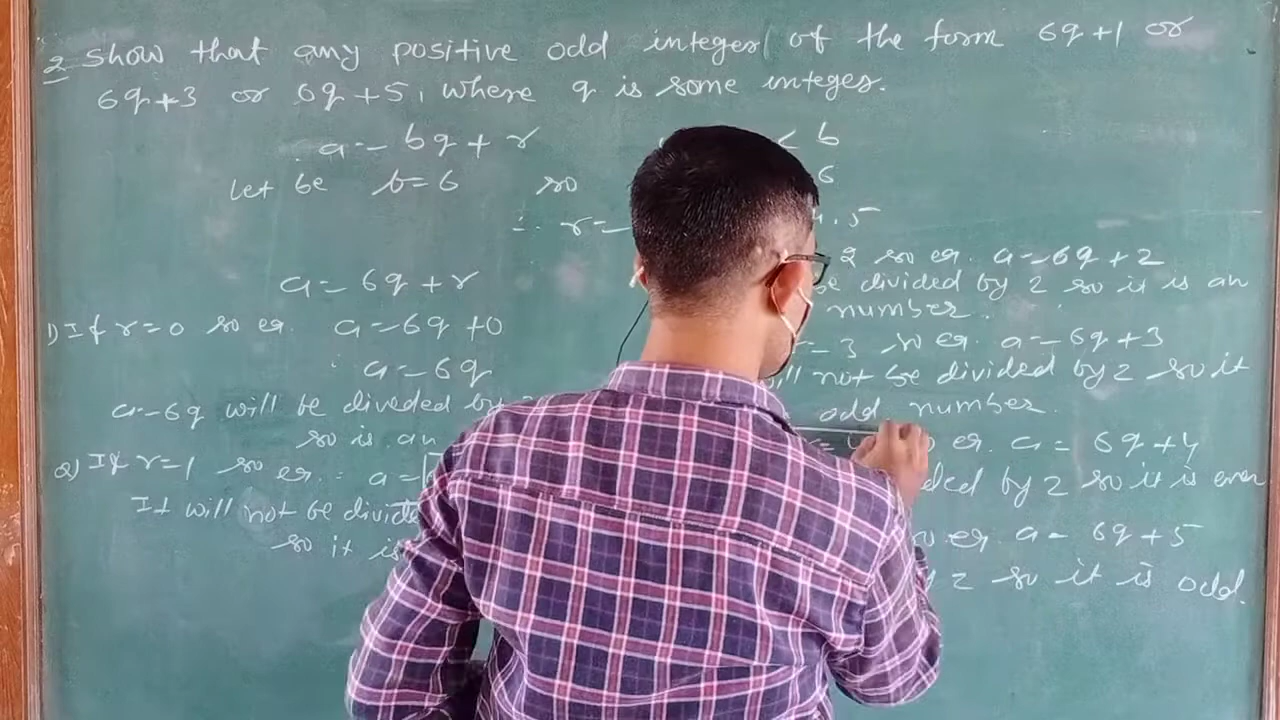 2 Show that any positive odd integer of the form 6q+1 or
6q+3 or 6q+5, where q is some integer.
a = bq + r
< b
Let be b=6 so
6
∴ r=
4.5
a = 6q + r
1) If r=0 so eq. a = 6q +0
∴ a = 6q
a = 6q will be divided by
so is an
2) If r=1 so eq. : a =
It will not be divide
so it is
2 so eq. a = 6q + 2
be divided by 2 so it is an
number.
= 3 so eq. a = 6q + 3
will not be divided by 2 so it
odd number.
= so eq. a = 6q + 4
ded by 2 so it is even
so eq. a = 6q + 5
by 2 so it is odd.